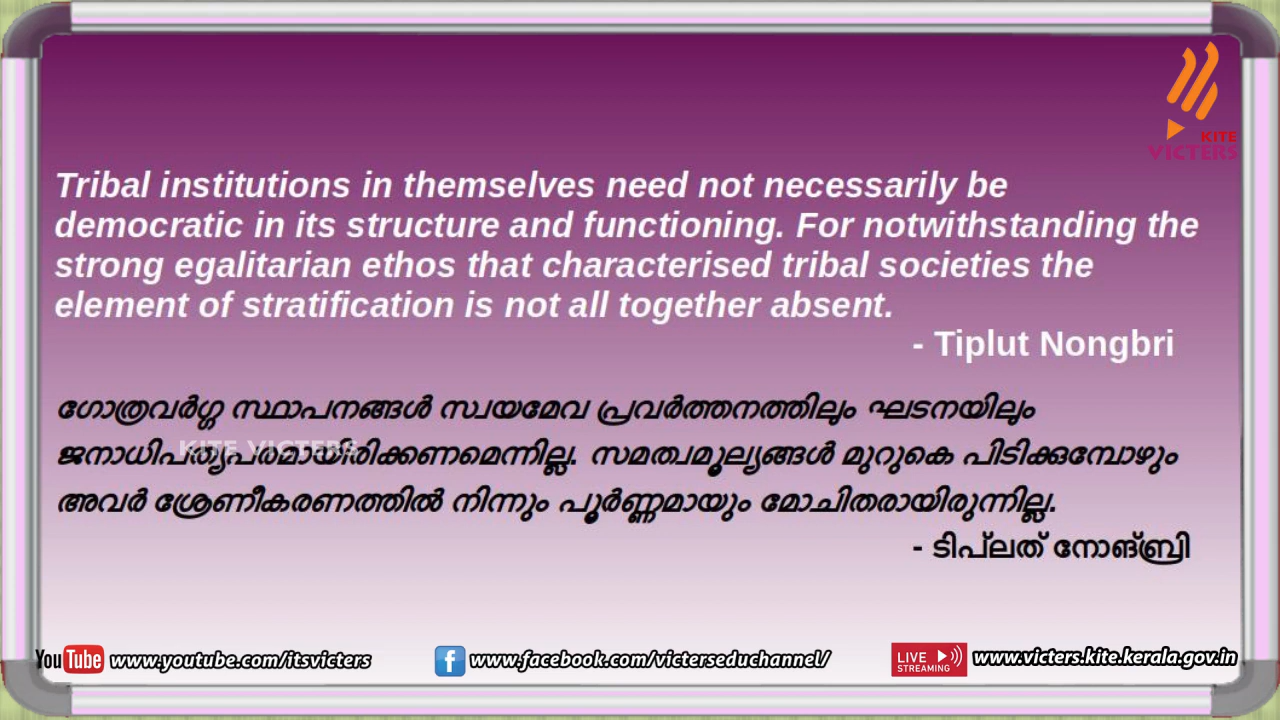 KITE
VICTERS
Tribal institutions in themselves need not necessarily be
democratic in its structure and functioning. For notwithstanding the
strong egalitarian ethos that characterised tribal societies the
element of stratification is not all together absent.
- Tiplut Nongbri
ഗോത്രവർഗ്ഗ സ്ഥാപനങ്ങൾ സ്വയമേവ പ്രവർത്തനത്തിലും ഘടനയിലും
KITE VICTERS
ജനാധിപത്യപരമായിരിക്കണമെന്നില്ല. സമത്വമൂല്യങ്ങൾ മുറുകെ പിടിക്കുമ്പോഴും
അവർ ശ്രേണീകരണത്തിൽ നിന്നും പൂർണ്ണമായും മോചിതരായിരുന്നില്ല.
- ടിപ്ലത് നോങ്ബ്രി
YouTube www.youtube.com/itsvicters
f www.facebook.com/victerseduchannel/
LIVE STREAMING www.victers.kite.kerala.gov.in